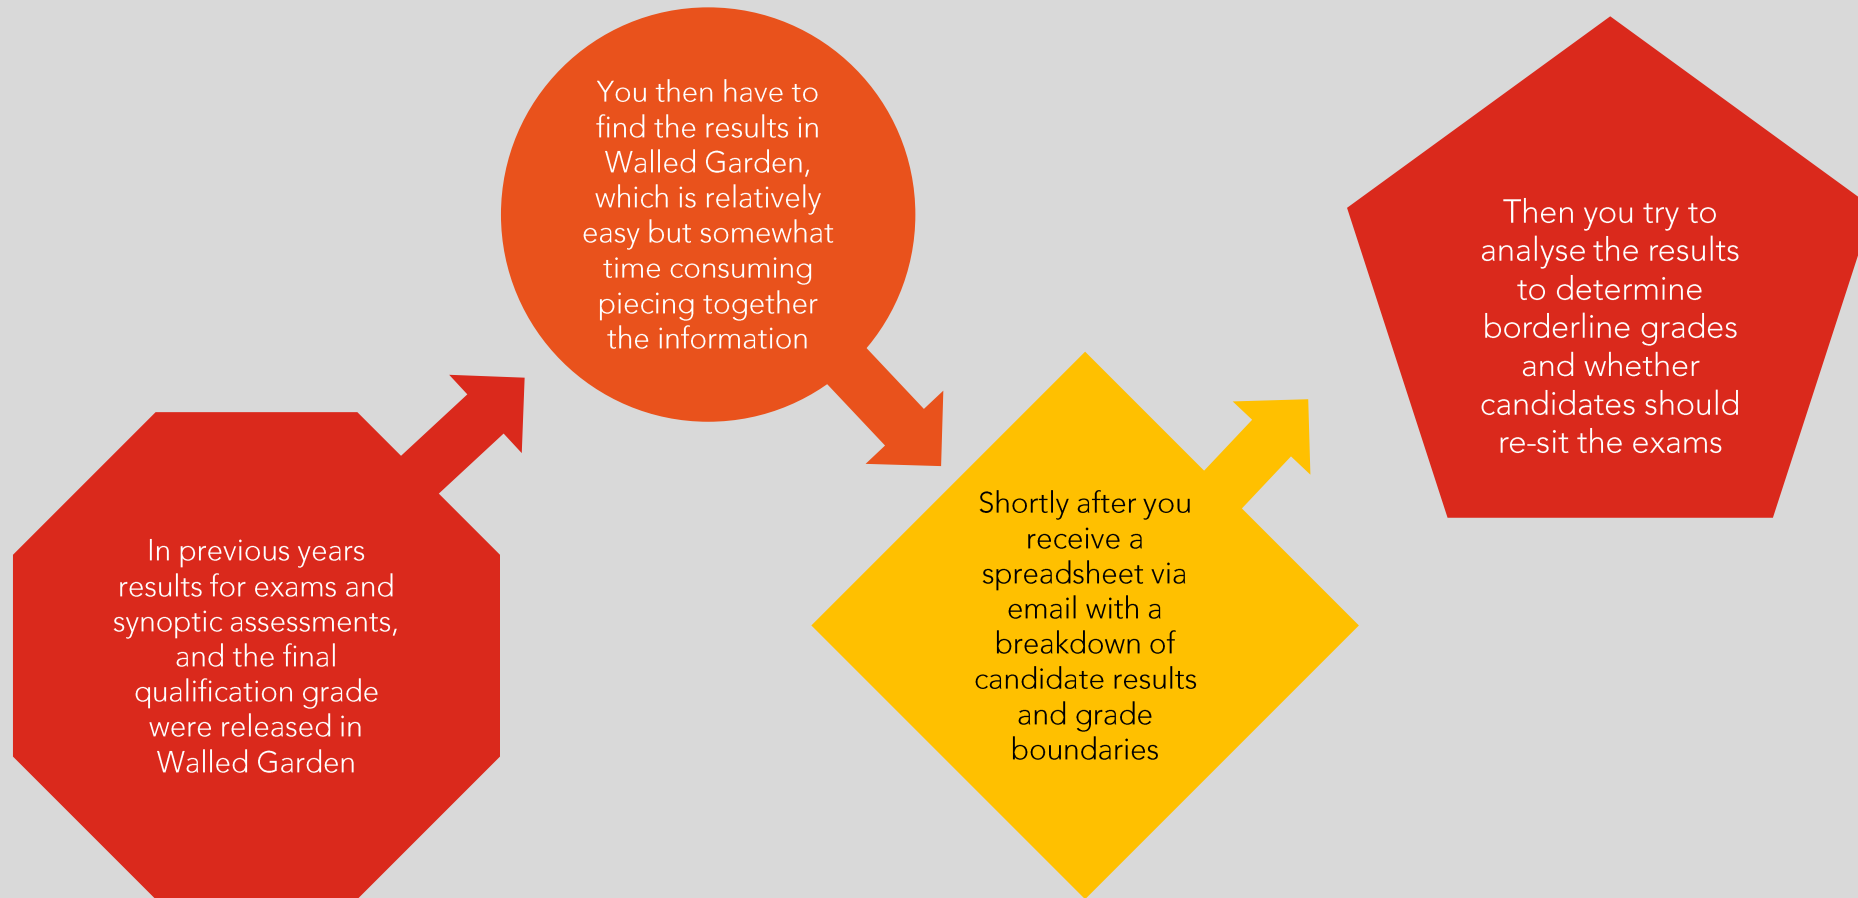 In previous years
results for exams and
synoptic assessments,
and the final
qualification grade
were released in
Walled Garden
You then have to
find the results in
Walled Garden,
which is relatively
easy but somewhat
time consuming
piecing together
the information
Shortly after you
receive a
spreadsheet via
email with a
breakdown of
candidate results
and grade
boundaries
Then you try to
analyse the results
to determine
borderline grades
and whether
candidates should
re-sit the exams